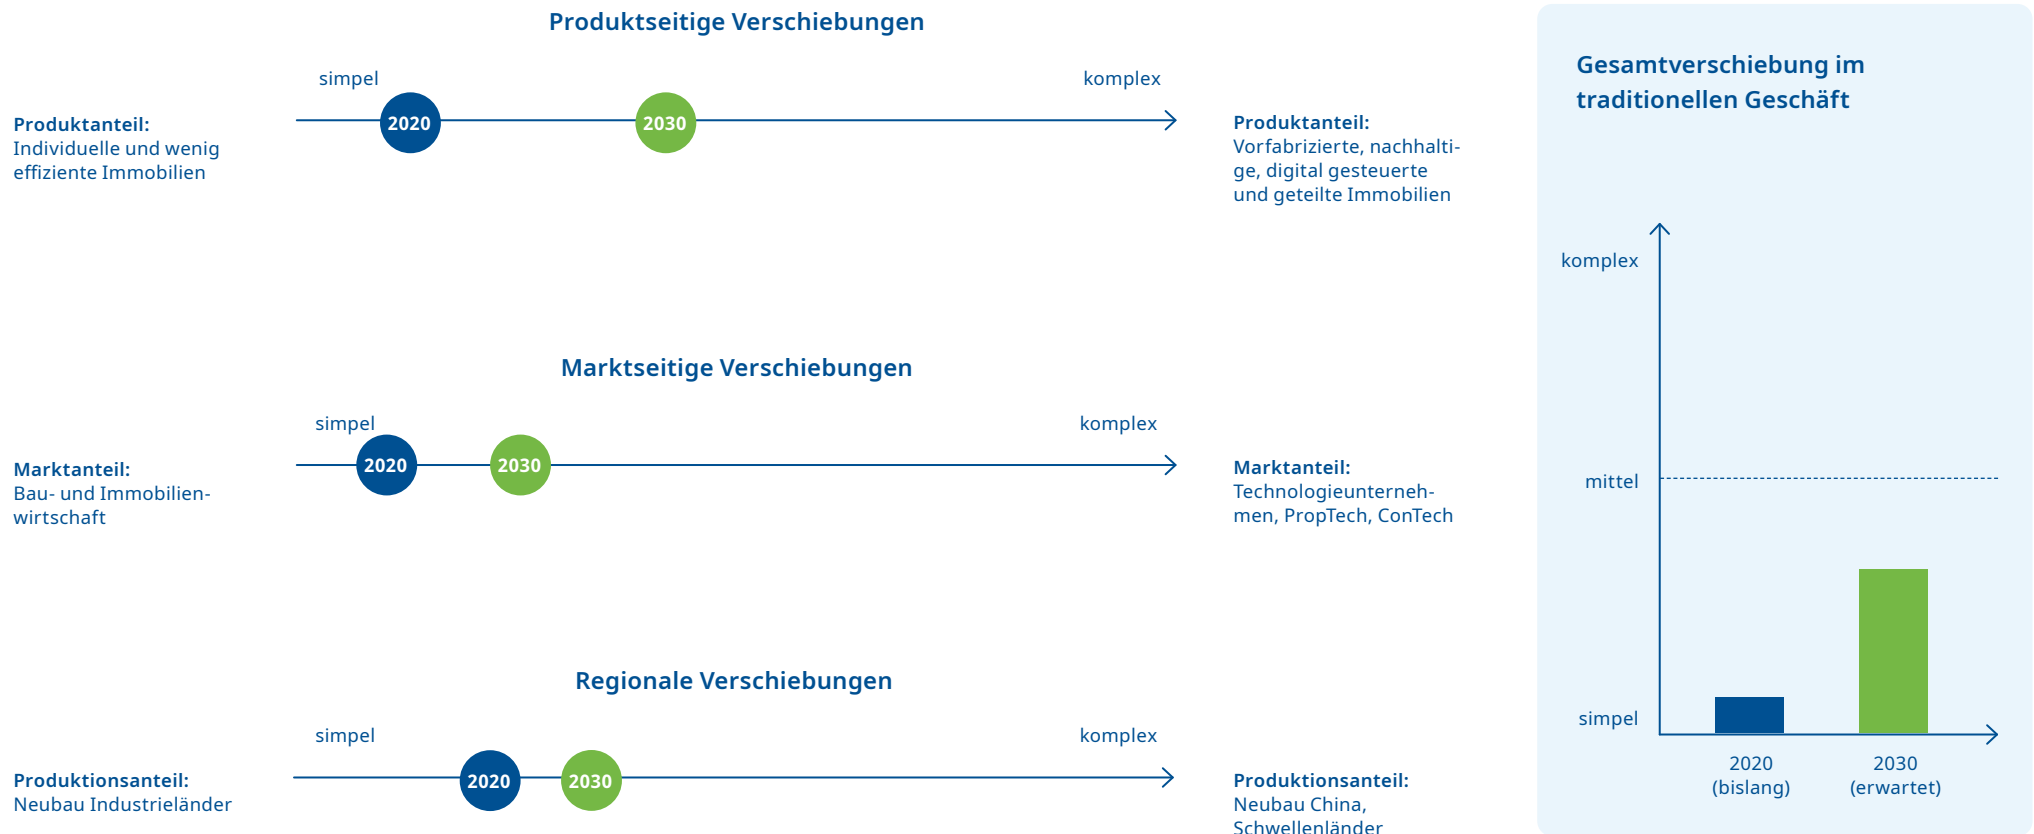 Produktseitige Verschiebungen
simpel
komplex
2020
2030
Produktanteil:
Individuelle und wenig
effiziente Immobilien
Produktanteil:
Vorfabrizierte, nachhalti-
ge, digital gesteuerte
und geteilte Immobilien
Marktseitige Verschiebungen
simpel
komplex
2020
2030
Marktanteil:
Bau- und Immobilien-
wirtschaft
Marktanteil:
Technologieunterneh-
men, PropTech, ConTech
Regionale Verschiebungen
simpel
komplex
2020
2030
Produktionsanteil:
Neubau Industrieländer
Produktionsanteil:
Neubau China,
Schwellenländer
Gesamtverschiebung im
traditionellen Geschäft
komplex
mittel
simpel
2020
(bislang)
2030
(erwartet)